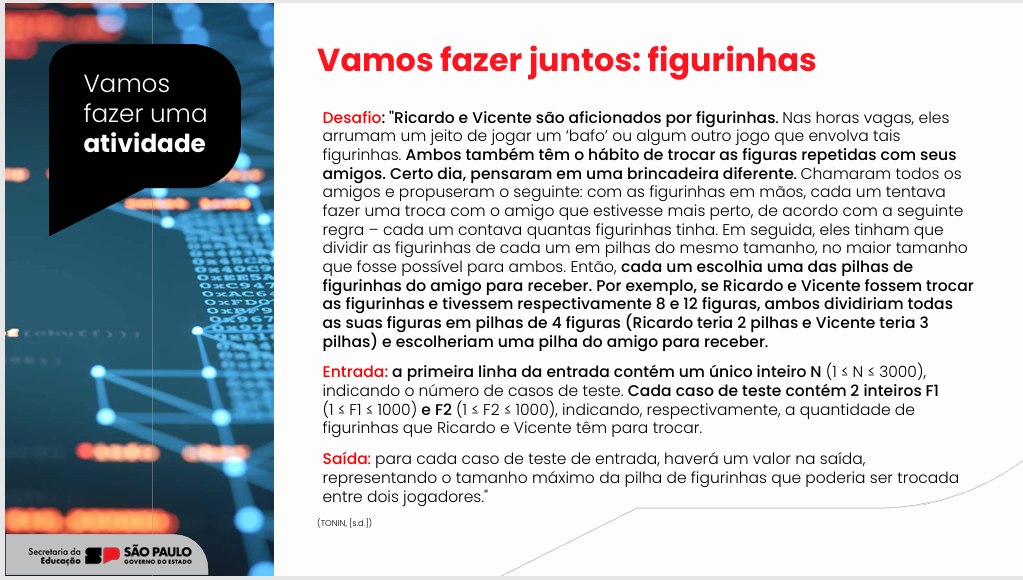 Vamos
fazer uma
atividade
Vamos fazer juntos: figurinhas
Desafio: "Ricardo e Vicente são aficionados por figurinhas. Nas horas vagas, eles
arrumam um jeito de jogar um ‘bafo’ ou algum outro jogo que envolva tais
figurinhas. Ambos também têm o hábito de trocar as figuras repetidas com seus
amigos. Certo dia, pensaram em uma brincadeira diferente. Chamaram todos os
amigos e propuseram o seguinte: com as figurinhas em mãos, cada um tentava
fazer uma troca com o amigo que estivesse mais perto, de acordo com a seguinte
regra – cada um contava quantas figurinhas tinha. Em seguida, eles tinham que
dividir as figurinhas de cada um em pilhas do mesmo tamanho, no maior tamanho
que fosse possível para ambos. Então, cada um escolhia uma das pilhas de
figurinhas do amigo para receber. Por exemplo, se Ricardo e Vicente fossem trocar
as figurinhas e tivessem respectivamente 8 e 12 figuras, ambos dividiriam todas
as suas figuras em pilhas de 4 figuras (Ricardo teria 2 pilhas e Vicente teria 3
pilhas) e escolheriam uma pilha do amigo para receber.
Entrada: a primeira linha da entrada contém um único inteiro N (1 ≤ N ≤ 3000),
indicando o número de casos de teste. Cada caso de teste contém 2 inteiros F1
(1 ≤ F1 ≤ 1000) e F2 (1 ≤ F2 ≤ 1000), indicando, respectivamente, a quantidade de
figurinhas que Ricardo e Vicente têm para trocar.
Saída: para cada caso de teste de entrada, haverá um valor na saída,
representando o tamanho máximo da pilha de figurinhas que poderia ser trocada
entre dois jogadores."
(TONIN, [s.d.])
Secretaria da
Educação
SP
SÃO PAULO
GOVERNO DO ESTADO